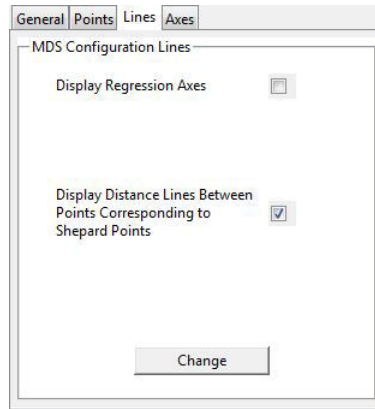 General Points Lines Axes
MDS Configuration Lines
Display Regression Axes
Display Distance Lines Between
Points Corresponding to
Shepard Points
Change